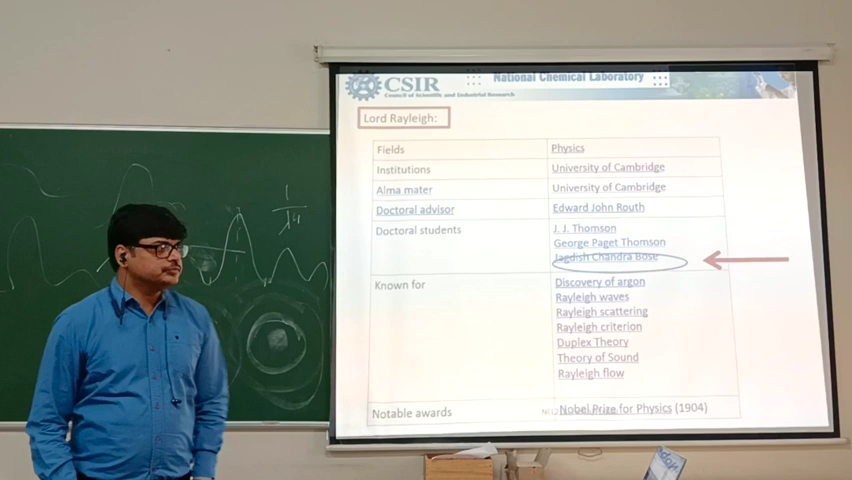 CSIR
Council of Scientific and Industrial Research
National Chemical Laboratory
Lord Rayleigh:
Fields Physics
Institutions University of Cambridge
Alma mater University of Cambridge
Doctoral advisor Edward John Routh
Doctoral students J. J. Thomson
George Paget Thomson
Jagdish Chandra Bose
Known for Discovery of argon
Rayleigh waves
Rayleigh scattering
Rayleigh criterion
Duplex Theory
Theory of Sound
Rayleigh flow
Notable awards Nobel Prize for Physics (1904)